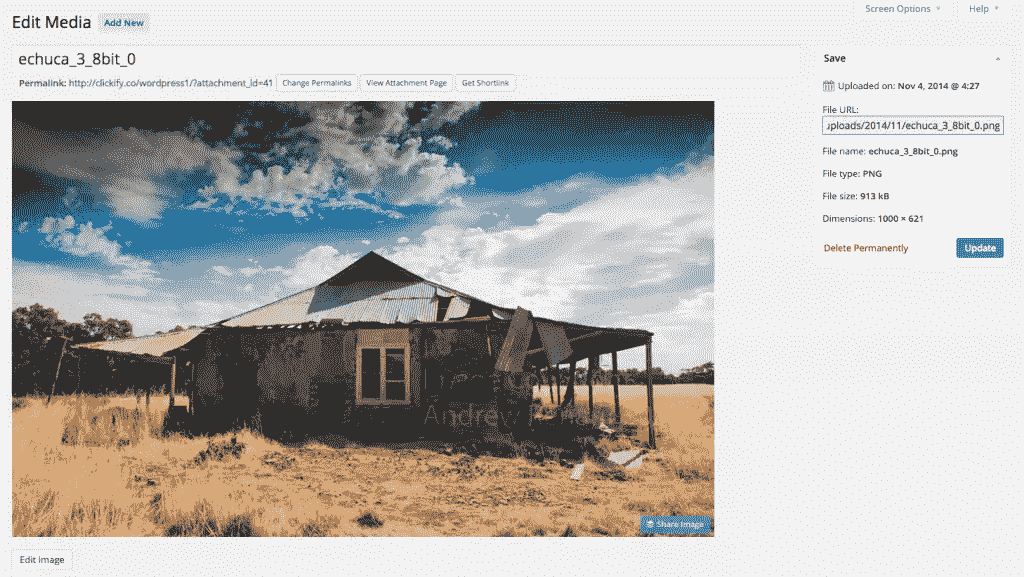 Screen Options
Help
Edit Media
Add New
echuca_3_8bit_0
Permalink: http://clickify.co/wordpress1/?attachment_id=41
Change Permalinks
View Attachment Page
Get Shortlink
Save
Uploaded on: Nov 4, 2014 @ 4:27
File URL:
uploads/2014/11/echuca_3_8bit_0.png
File name: echuca_3_8bit_0.png
File type: PNG
File size: 913 kB
Dimensions: 1000 × 621
Delete Permanently
Update
Andrew
Share Image
Edit Image